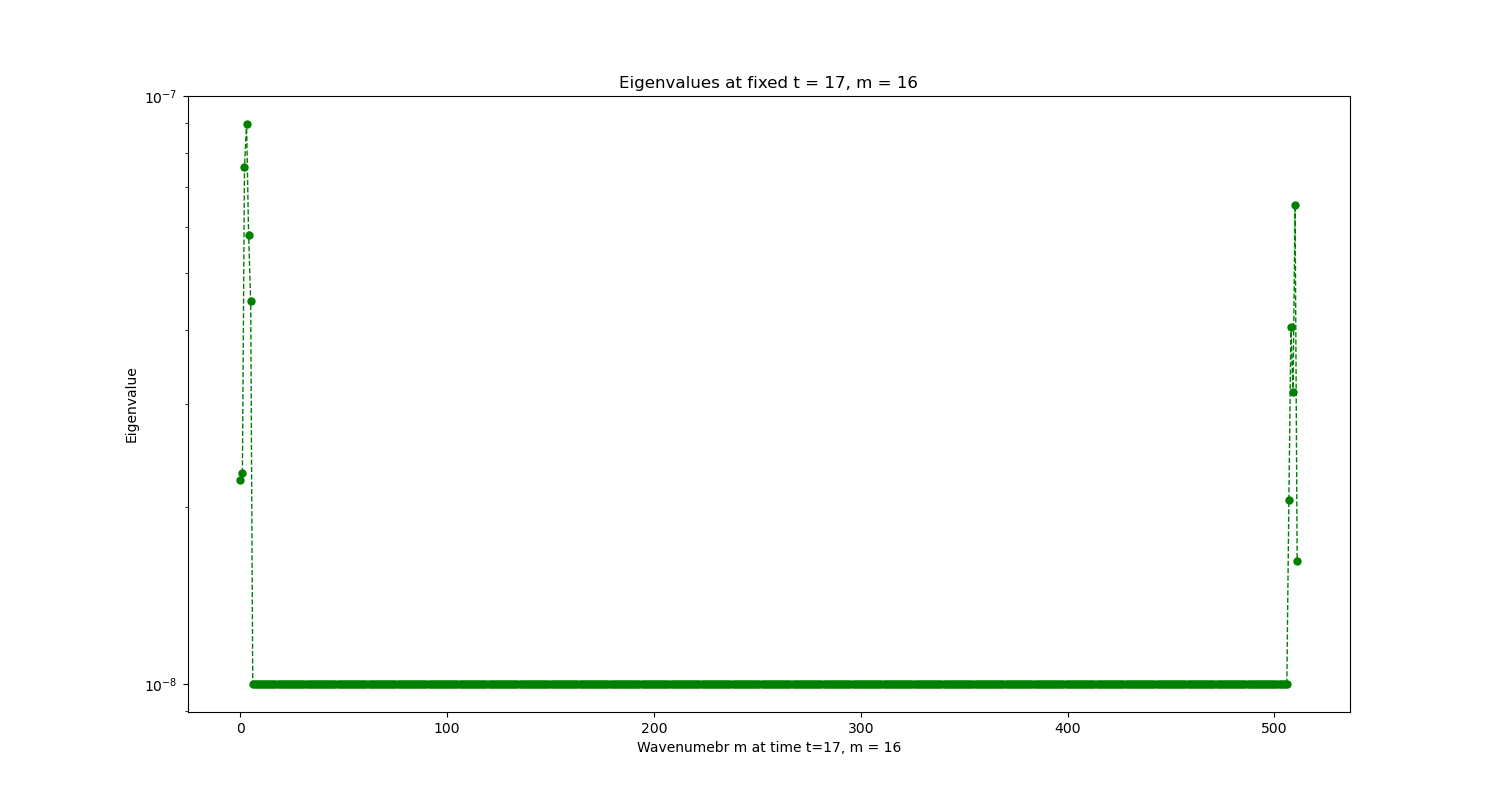 Eigenvalues at fixed t = 17, m = 16
10⁻⁷
Eigenvalue
10⁻⁸
0 100 200 300 400 500
Wavenumebr m at time t=17, m = 16